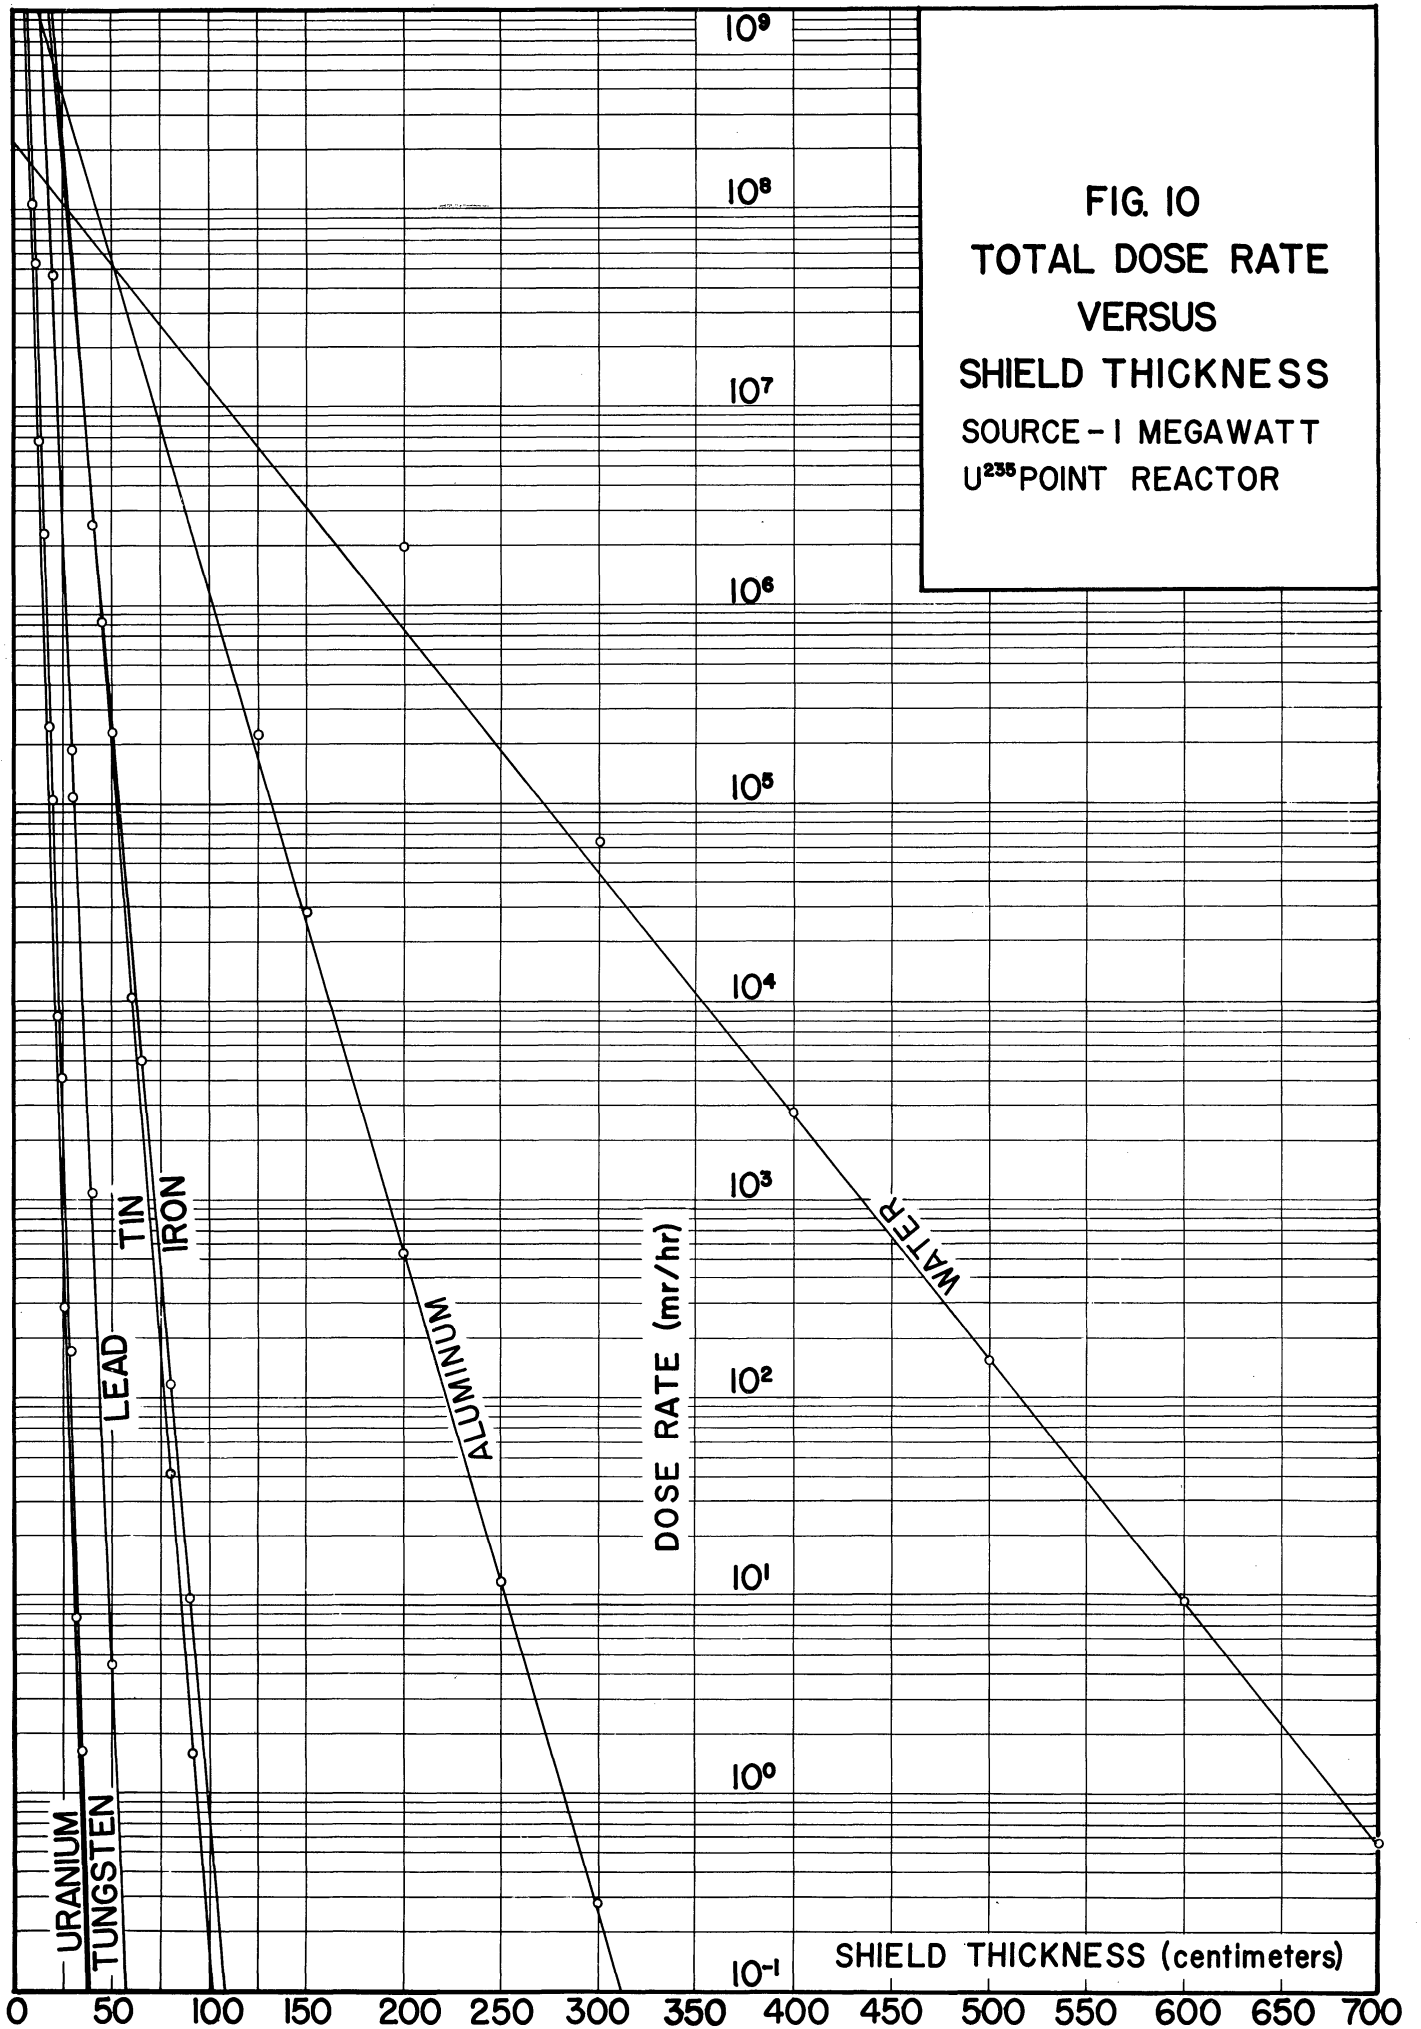 FIG. 10
TOTAL DOSE RATE
VERSUS
SHIELD THICKNESS
SOURCE - 1 MEGAWATT
U²³⁵ POINT REACTOR
10⁹
10⁸
10⁷
10⁶
10⁵
10⁴
10³
10²
10¹
10⁰
10⁻¹
DOSE RATE (mr/hr)
URANIUM
TUNGSTEN
LEAD
TIN
IRON
ALUMINUM
WATER
SHIELD THICKNESS (centimeters)
0 50 100 150 200 250 300 350 400 450 500 550 600 650 700